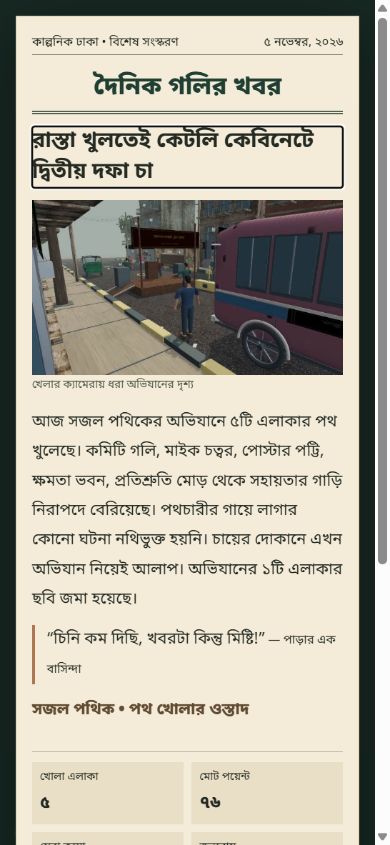 কাল্পনিক ঢাকা • বিশেষ সংস্করণ
৫ নভেম্বর, ২০২৬
দৈনিক গলির খবর
রাস্তা খুলতেই কেটলি কেবিনেটে
দ্বিতীয় দফা চা
খেলার ক্যামেরায় ধরা অভিযানের দৃশ্য
আজ সজল পথিকের অভিযানে ৫টি এলাকার পথ
খুলেছে। কমিটি গলি, মাইক চত্বর, পোস্টার পট্টি,
ক্ষমতা ভবন, প্রতিশ্রুতি মোড় থেকে সহায়তার গাড়ি
নিরাপদে বেরিয়েছে। পথচারীর গায়ে লাগার
কোনো ঘটনা নথিভুক্ত হয়নি। চায়ের দোকানে এখন
অভিযান নিয়েই আলাপ। অভিযানের ১টি এলাকার
ছবি জমা হয়েছে।
“চিনি কম দিছি, খবরটা কিন্তু মিষ্টি!” — পাড়ার এক
বাসিন্দা
সজল পথিক • পথ খোলার ওস্তাদ
খোলা এলাকা
৫
মোট পয়েন্ট
৭৬